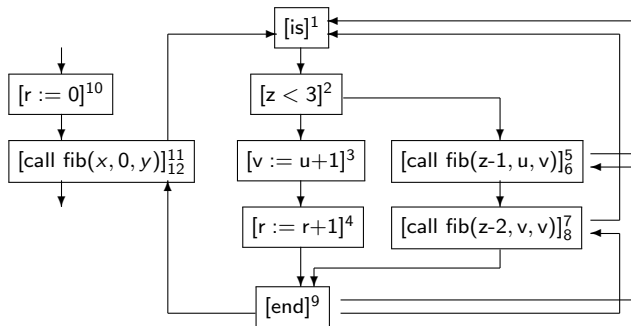 [is]¹
[r := 0]¹⁰
[z < 3]²
[call fib(x, 0, y)]¹¹₁₂
[v := u+1]³
[call fib(z-1, u, v)]⁵₆
[r := r+1]⁴
[call fib(z-2, v, v)]⁷₈
[end]⁹